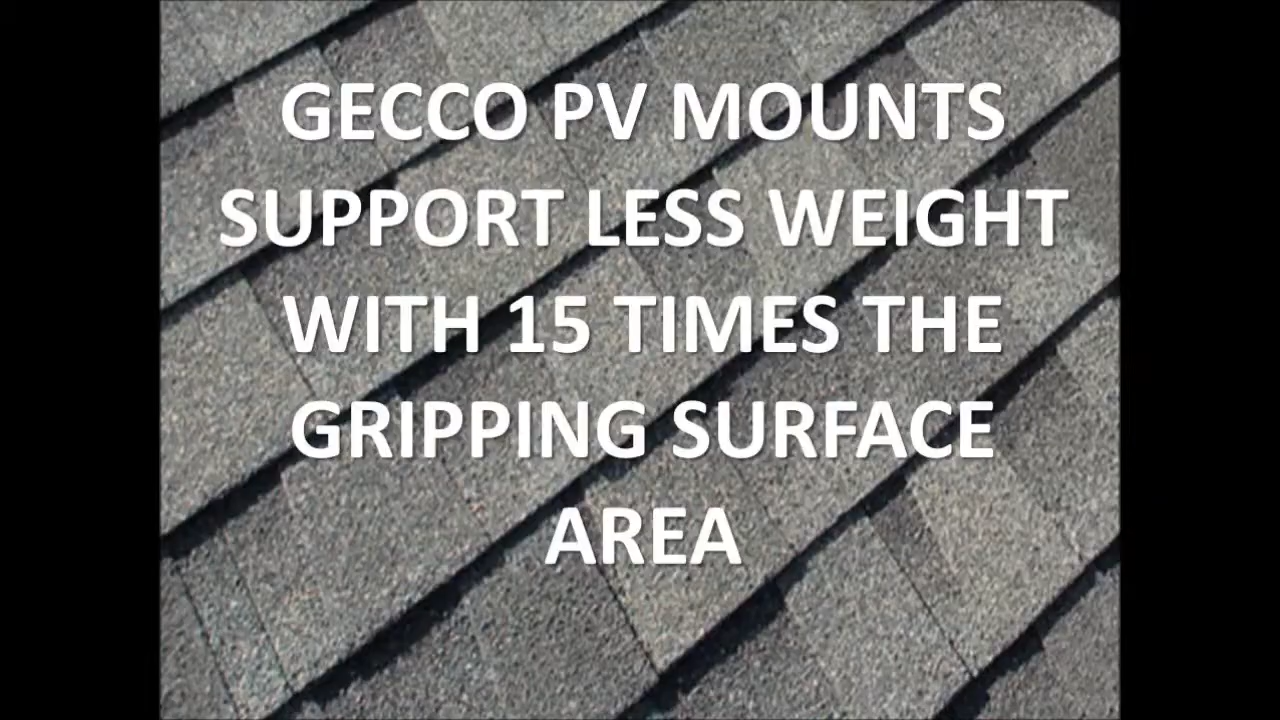 GECCO PV MOUNTS
SUPPORT LESS WEIGHT
WITH 15 TIMES THE
GRIPPING SURFACE
AREA